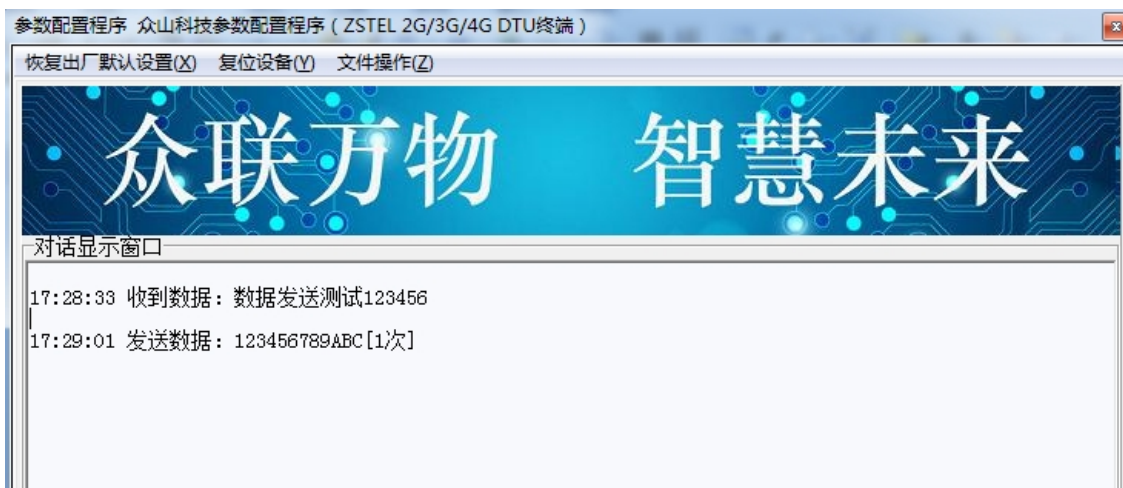 参数配置程序 众山科技参数配置程序（ZSTEL 2G/3G/4G DTU终端）
恢复出厂默认设置(X) 复位设备(Y) 文件操作(Z)
众联万物 智慧未来
对话显示窗口
17:28:33 收到数据：数据发送测试123456
17:29:01 发送数据：123456789ABC[1次]